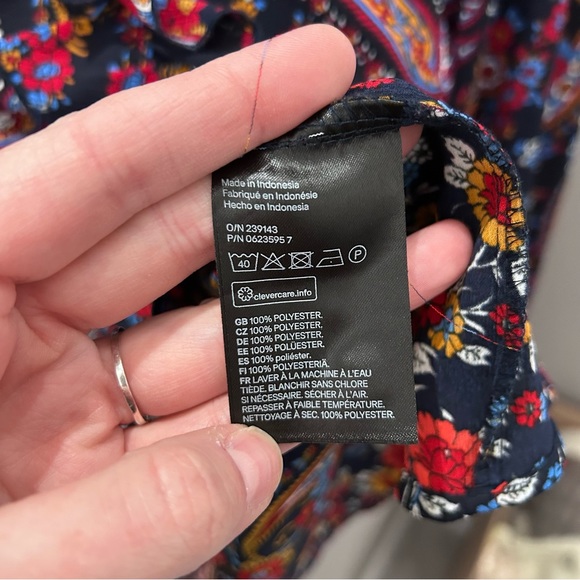 Made in Indonesia
Fabriqué en Indonésie
Hecho en Indonesia
O/N 239143
P/N 0623595 7
40 P
clevercare.info
GB 100% POLYESTER.
CZ 100% POLYESTER.
DE 100% POLYESTER.
EE 100% POLÜESTER.
ES 100% poliéster.
FI 100% POLYESTERIÄ.
FR LAVER À LA MACHINE À L'EAU
TIÈDE. BLANCHIR SANS CHLORE
SI NÉCESSAIRE. SÉCHER À L'AIR.
REPASSER À FAIBLE TEMPÉRATURE.
NETTOYAGE À SEC. 100% POLYESTER.